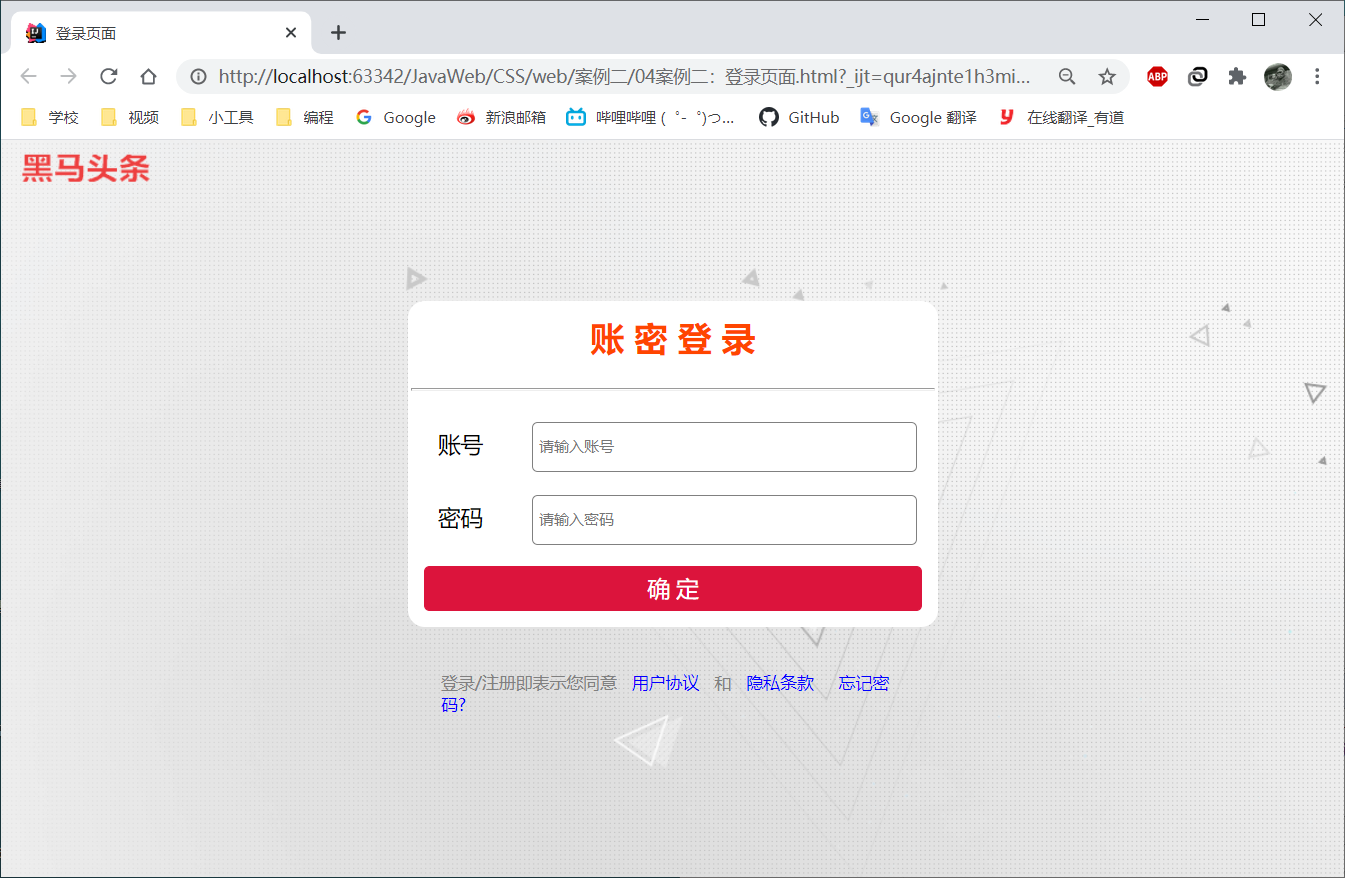 登录页面
http://localhost:63342/JavaWeb/CSS/web/案例二/04案例二：登录页面.html?_ijt=qur4ajnte1h3mi...
ABP
学校 视频 小工具 编程 Google 新浪邮箱 哔哩哔哩 ( ゜- ゜)つ... GitHub Google 翻译 在线翻译_有道
黑马头条
账 密 登 录
账号 请输入账号
密码 请输入密码
确 定
登录/注册即表示您同意 用户协议 和 隐私条款 忘记密
码?